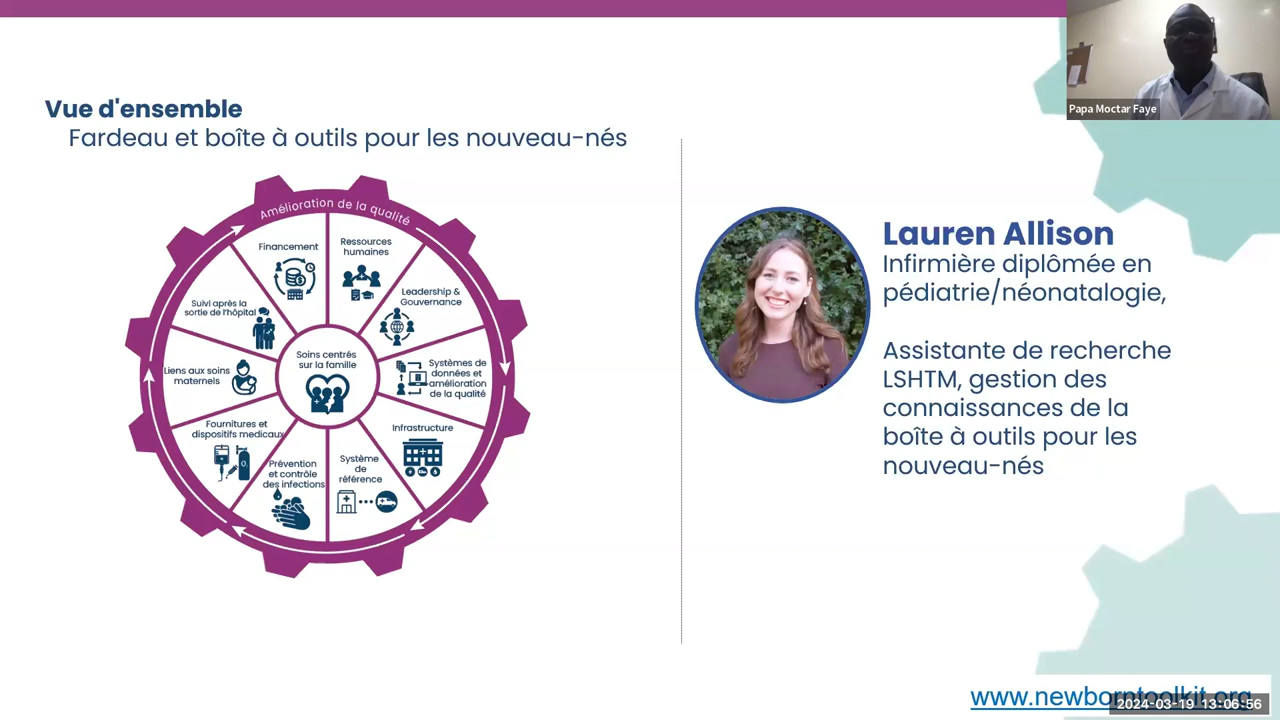 Papa Moctar Faye
Vue d'ensemble
Fardeau et boîte à outils pour les nouveau-nés
Amélioration de la qualité
Financement
Ressources
humaines
Leadership &
Gouvernance
Systèmes de
données et
amélioration
de la qualité
Infrastructure
Système
de
référence
Prévention
et contrôle
des infections
Fournitures et
dispositifs medicaux
O₂
Liens aux soins
maternels
Suivi après la
sortie de l'hôpital
Soins centrés
sur la famille
Lauren Allison
Infirmière diplômée en
pédiatrie/néonatalogie,
Assistante de recherche
LSHTM, gestion des
connaissances de la
boîte à outils pour les
nouveau-nés
www.newborntoolkit.org
2024-03-19 13:06:56